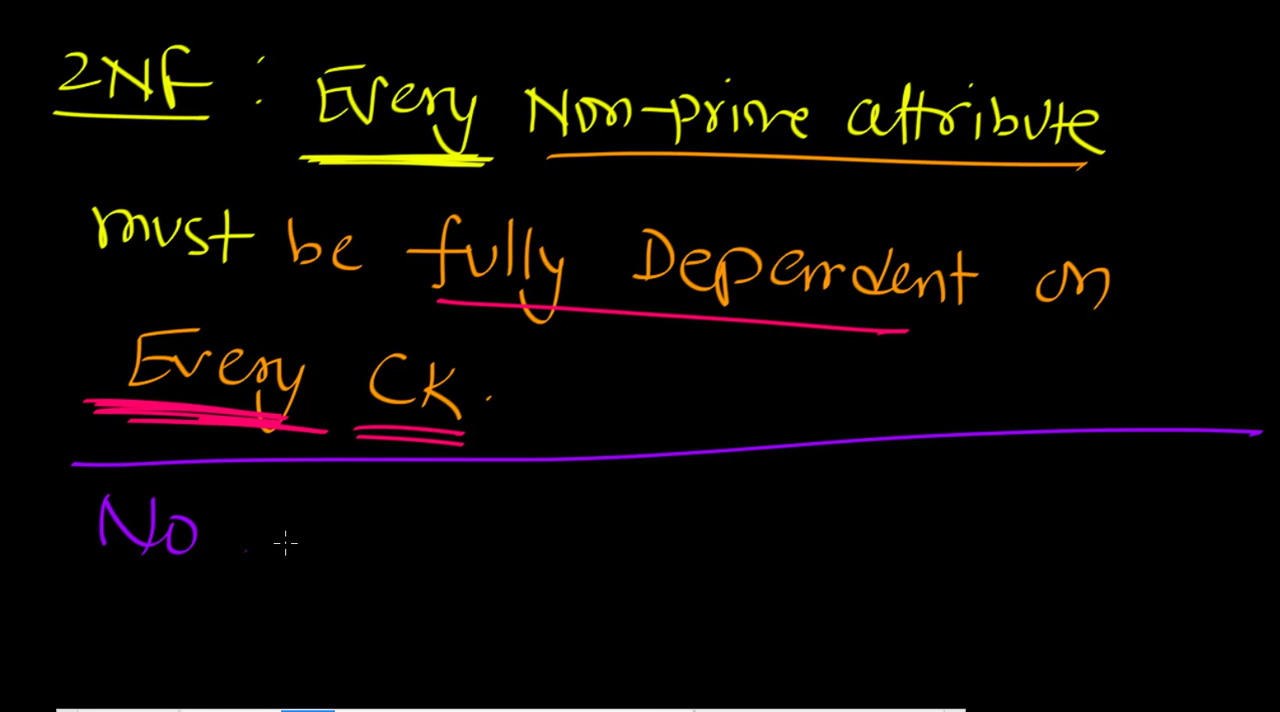 2NF : Every Non-prime attribute
must be fully Dependent on
Every CK.
No